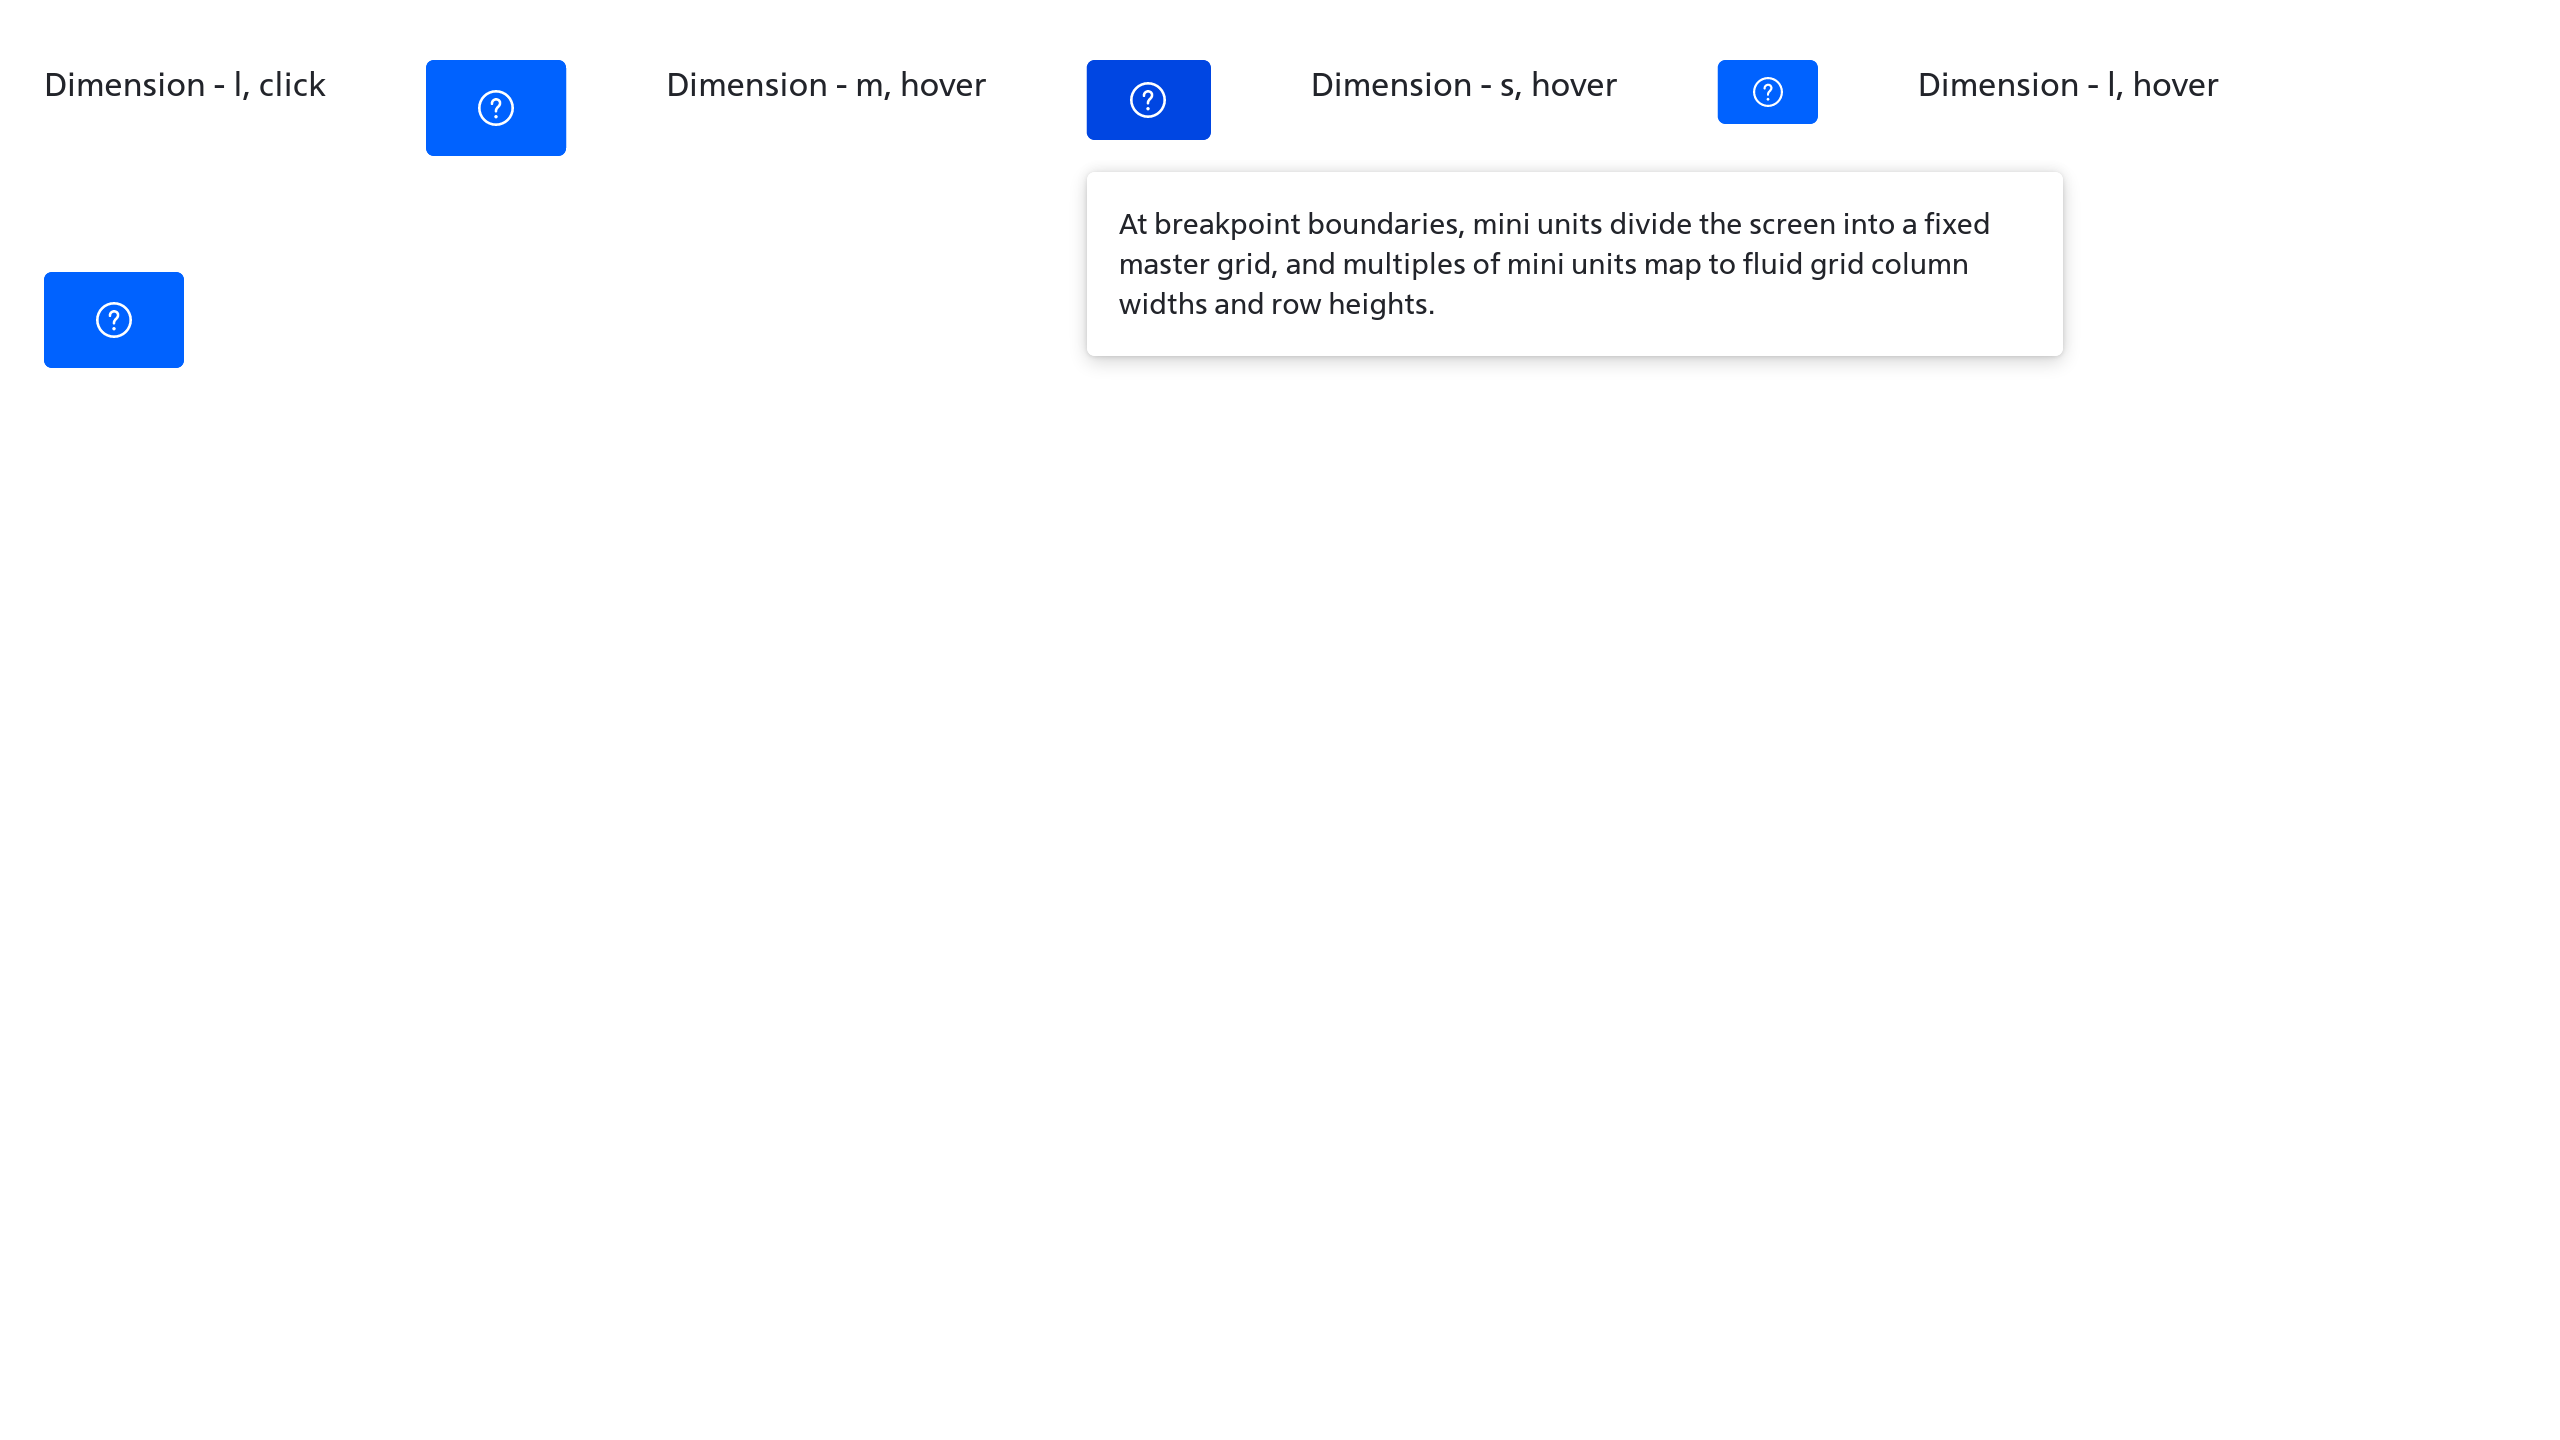 Dimension - l, click
Dimension - m, hover
Dimension - s, hover
Dimension - l, hover
At breakpoint boundaries, mini units divide the screen into a fixed
master grid, and multiples of mini units map to fluid grid column
widths and row heights.